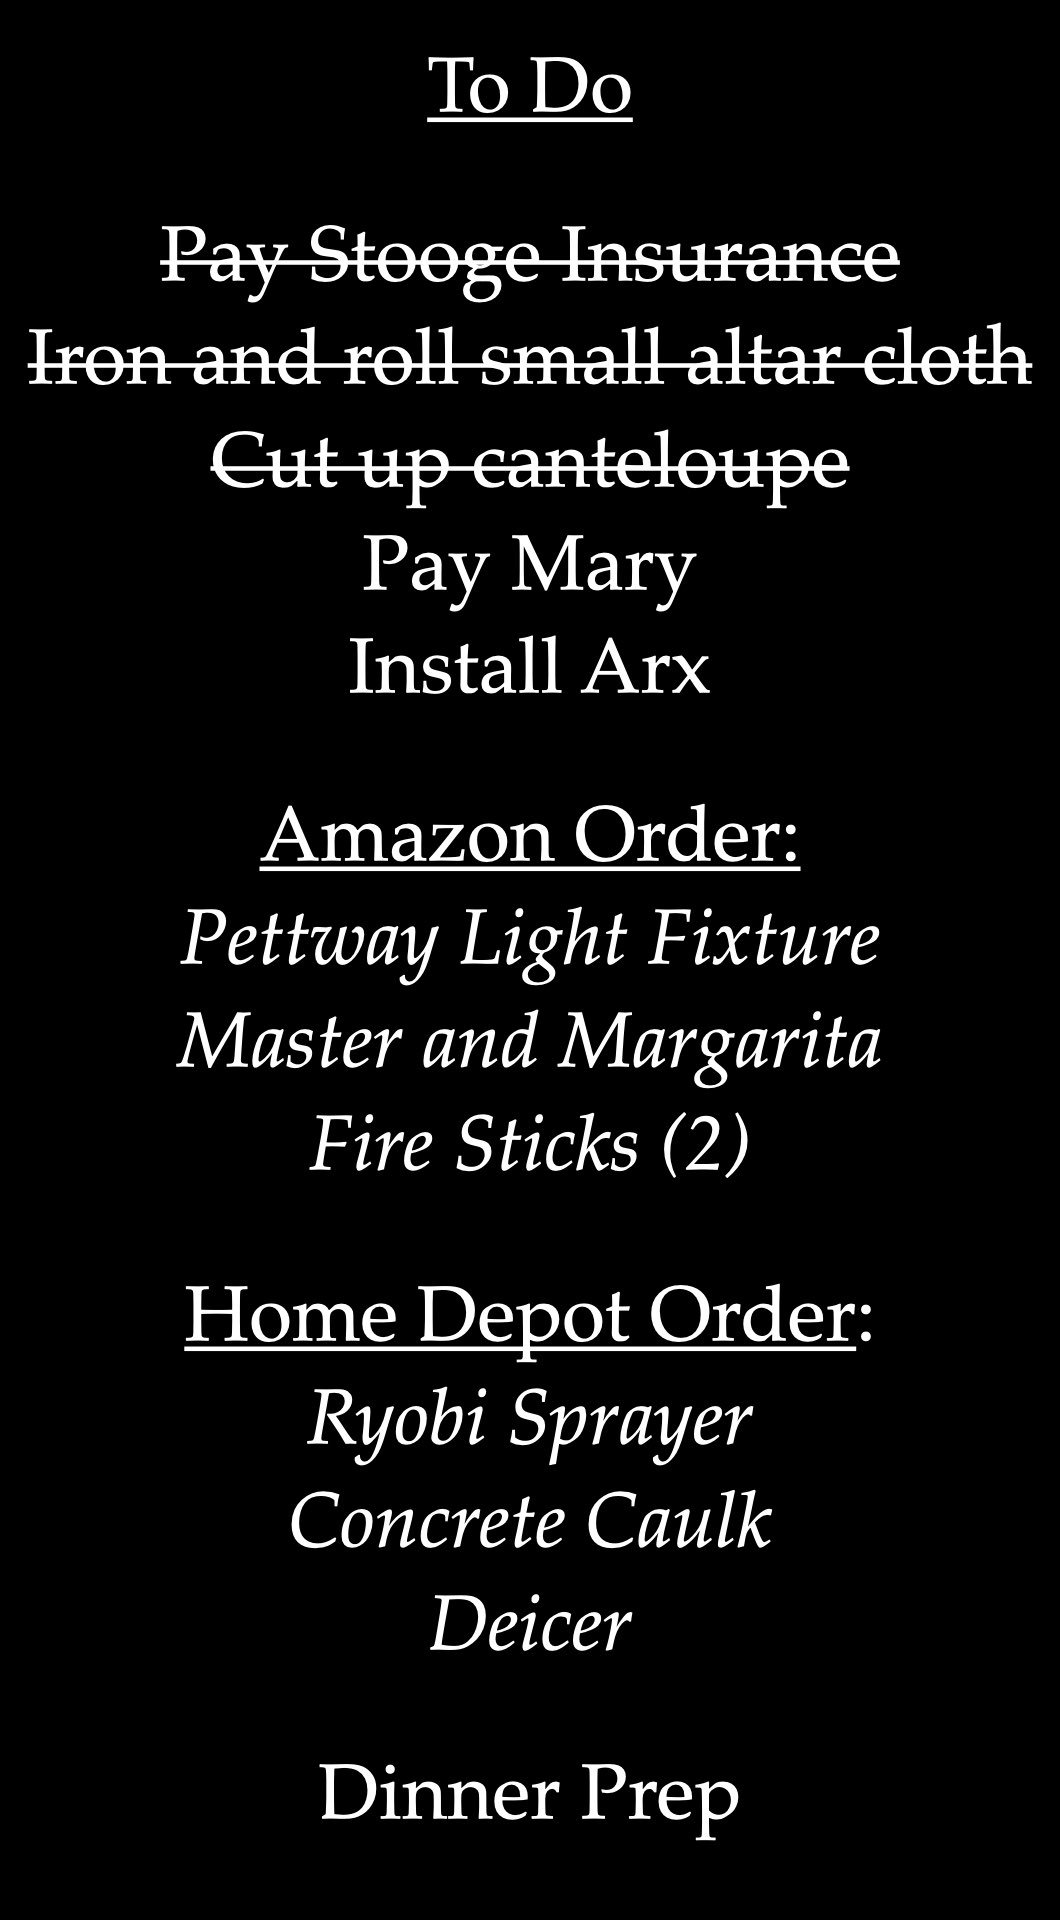 To Do
Pay Stooge Insurance
Iron and roll small altar cloth
Cut up canteloupe
Pay Mary
Install Arx
Amazon Order:
Pettway Light Fixture
Master and Margarita
Fire Sticks (2)
Home Depot Order:
Ryobi Sprayer
Concrete Caulk
Deicer
Dinner Prep